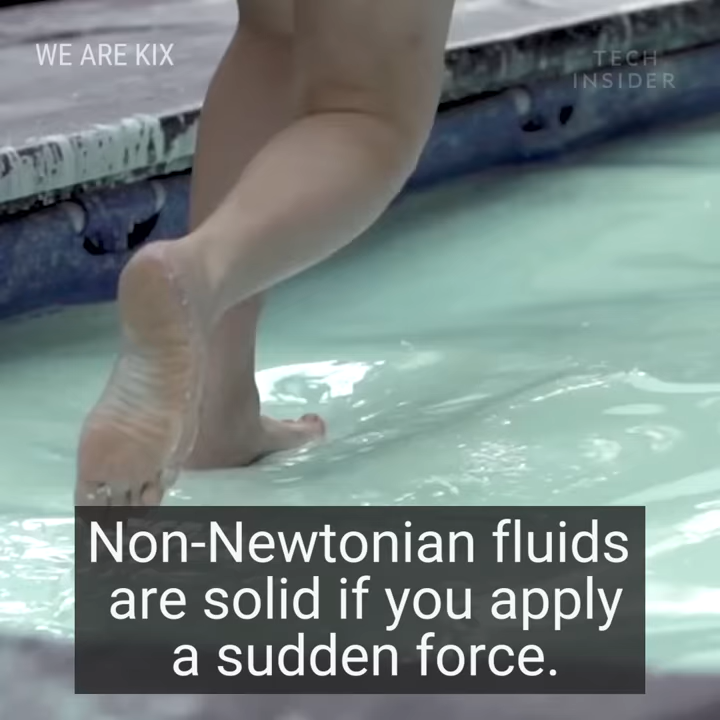 WE ARE KIX
TECH
INSIDER
Non-Newtonian fluids
are solid if you apply
a sudden force.